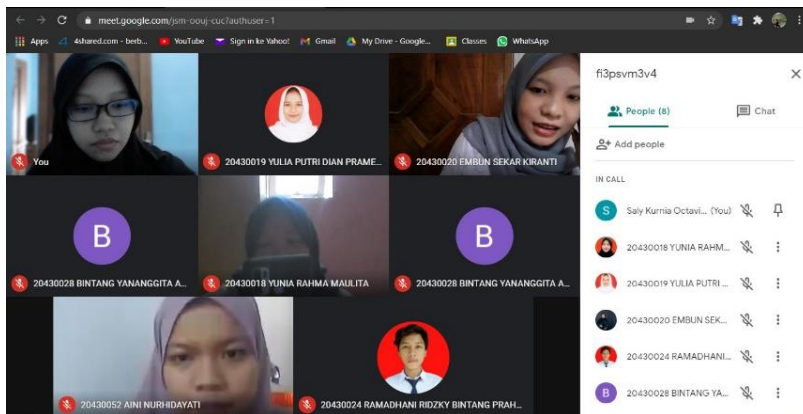 meet.google.com/jsm-oouj-cuc?authuser=1
Apps 4shared.com - berb... YouTube Sign in ke Yahoo! Gmail My Drive - Google... Classes WhatsApp
You
20430019 YULIA PUTRI DIAN PRAME...
20430020 EMBUN SEKAR KIRANTI
B
20430028 BINTANG YANANGGITA A...
20430018 YUNIA RAHMA MAULITA
B
20430028 BINTANG YANANGGITA A...
20430052 AINI NURHIDAYATI
20430024 RAMADHANI RIDZKY BINTANG PRAH...
fi3psvm3v4
People (8) Chat
Add people
IN CALL
S Saly Kurnia Octavi... (You)
20430018 YUNIA RAHM...
20430019 YULIA PUTRI ...
20430020 EMBUN SEK...
20430024 RAMADHANI...
B 20430028 BINTANG YA...